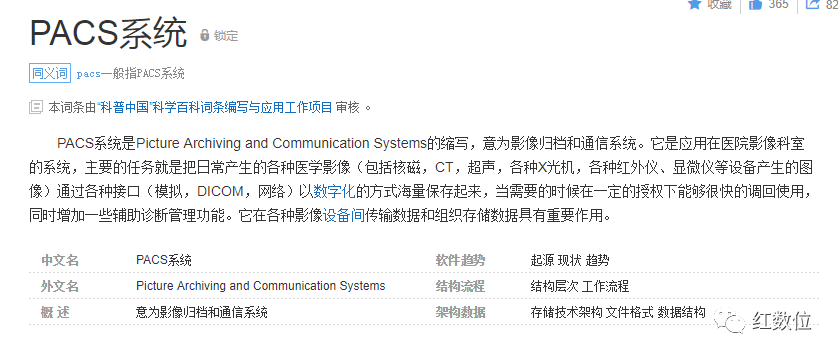 收藏 365 82
PACS系统 锁定
同义词 pacs一般指PACS系统
本词条由“科普中国”科学百科词条编写与应用工作项目 审核 。
PACS系统是Picture Archiving and Communication Systems的缩写，意为影像归档和通信系统。它是应用在医院影像科室
的系统，主要的任务就是把日常产生的各种医学影像（包括核磁，CT，超声，各种X光机，各种红外仪、显微仪等设备产生的图
像）通过各种接口（模拟，DICOM，网络）以数字化的方式海量保存起来，当需要的时候在一定的授权下能够很快的调回使用，
同时增加一些辅助诊断管理功能。它在各种影像设备间传输数据和组织存储数据具有重要作用。
中文名 PACS系统 软件趋势 起源 现状 趋势
外文名 Picture Archiving and Communication Systems 结构流程 结构层次 工作流程
概 述 意为影像归档和通信系统 架构数据 存储技术架构 文件格式 数据结构
红数位